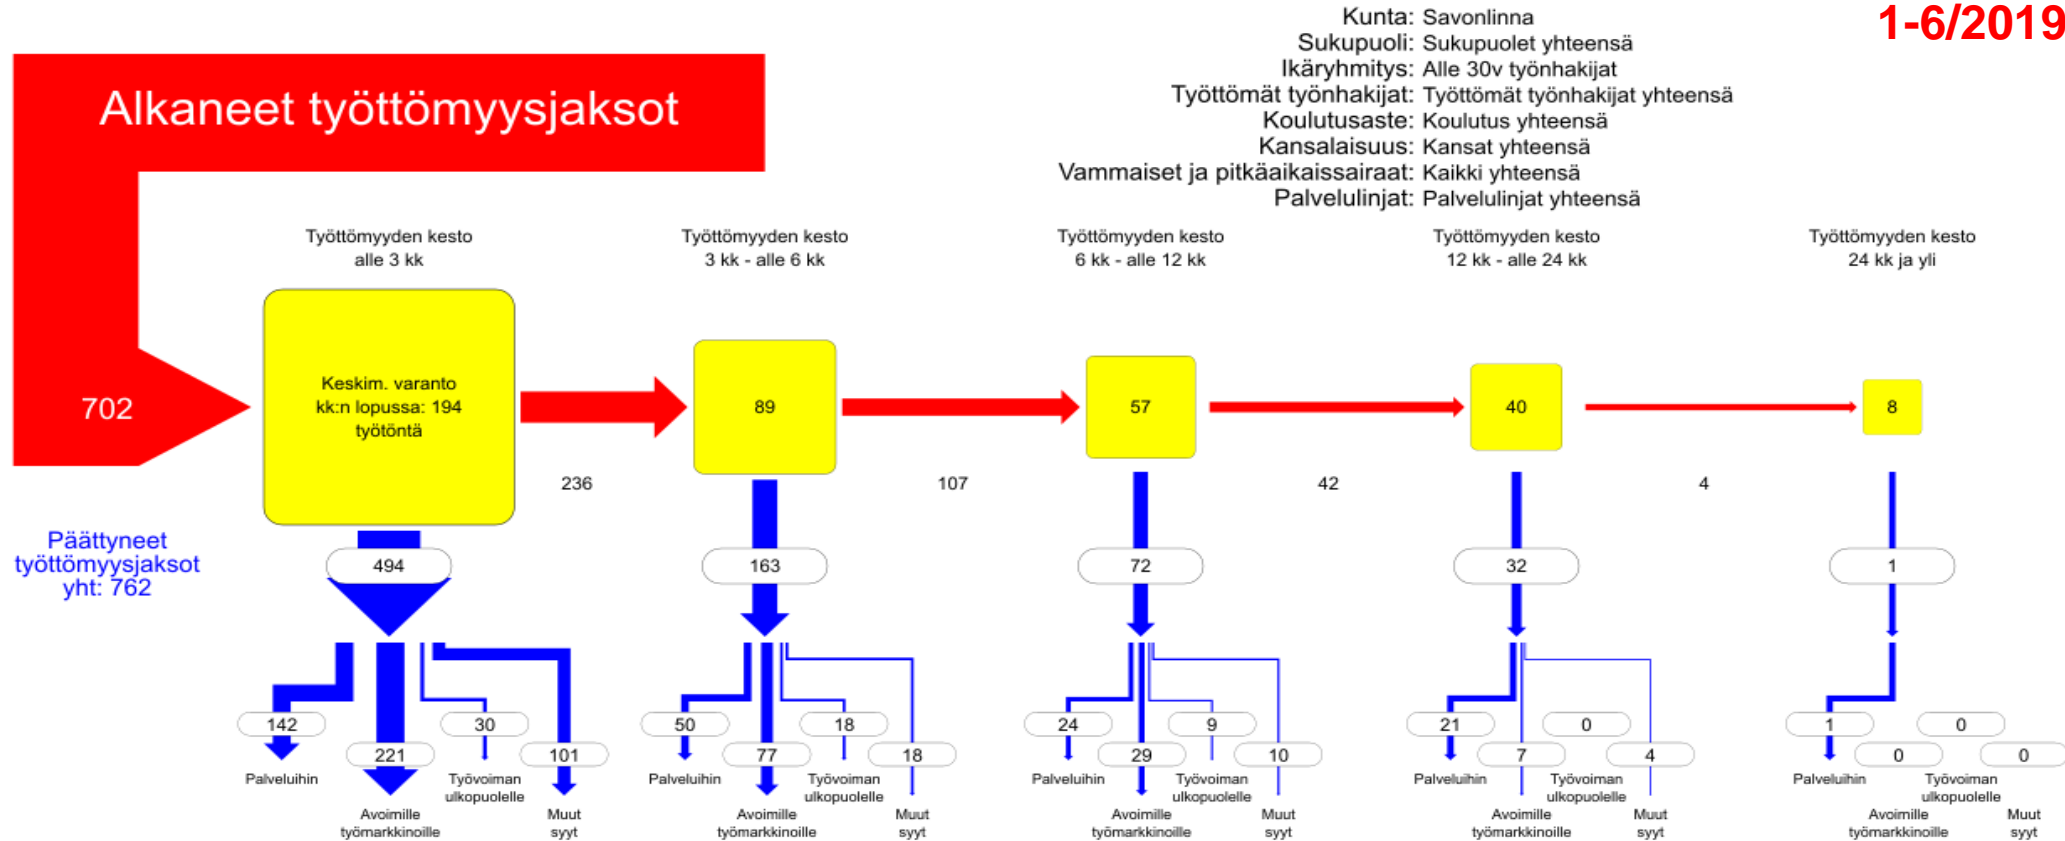 1-6/2019
Kunta: Savonlinna
Sukupuoli: Sukupuolet yhteensä
Ikäryhmitys: Alle 30v työnhakijat
Työttömät työnhakijat: Työttömät työnhakijat yhteensä
Koulutusaste: Koulutus yhteensä
Kansalaisuus: Kansat yhteensä
Vammaiset ja pitkäaikaissairaat: Kaikki yhteensä
Palvelulinjat: Palvelulinjat yhteensä
Alkaneet työttömyysjaksot
Työttömyyden kesto
alle 3 kk
Työttömyyden kesto
3 kk - alle 6 kk
Työttömyyden kesto
6 kk - alle 12 kk
Työttömyyden kesto
12 kk - alle 24 kk
Työttömyyden kesto
24 kk ja yli
702
Keskim. varanto
kk:n lopussa: 194
työtöntä
89
57
40
8
236
107
42
4
Päättyneet
työttömyysjaksot
yht: 762
494
163
72
32
1
142
221
30
101
Palveluihin
Avoimille
työmarkkinoille
Työvoiman
ulkopuolelle
Muut
syyt
50
77
18
18
Palveluihin
Avoimille
työmarkkinoille
Työvoiman
ulkopuolelle
Muut
syyt
24
29
9
10
Palveluihin
Avoimille
työmarkkinoille
Työvoiman
ulkopuolelle
Muut
syyt
21
7
0
4
Palveluihin
Avoimille
työmarkkinoille
Työvoiman
ulkopuolelle
Muut
syyt
1
0
0
0
Palveluihin
Avoimille
työmarkkinoille
Työvoiman
ulkopuolelle
Muut
syyt